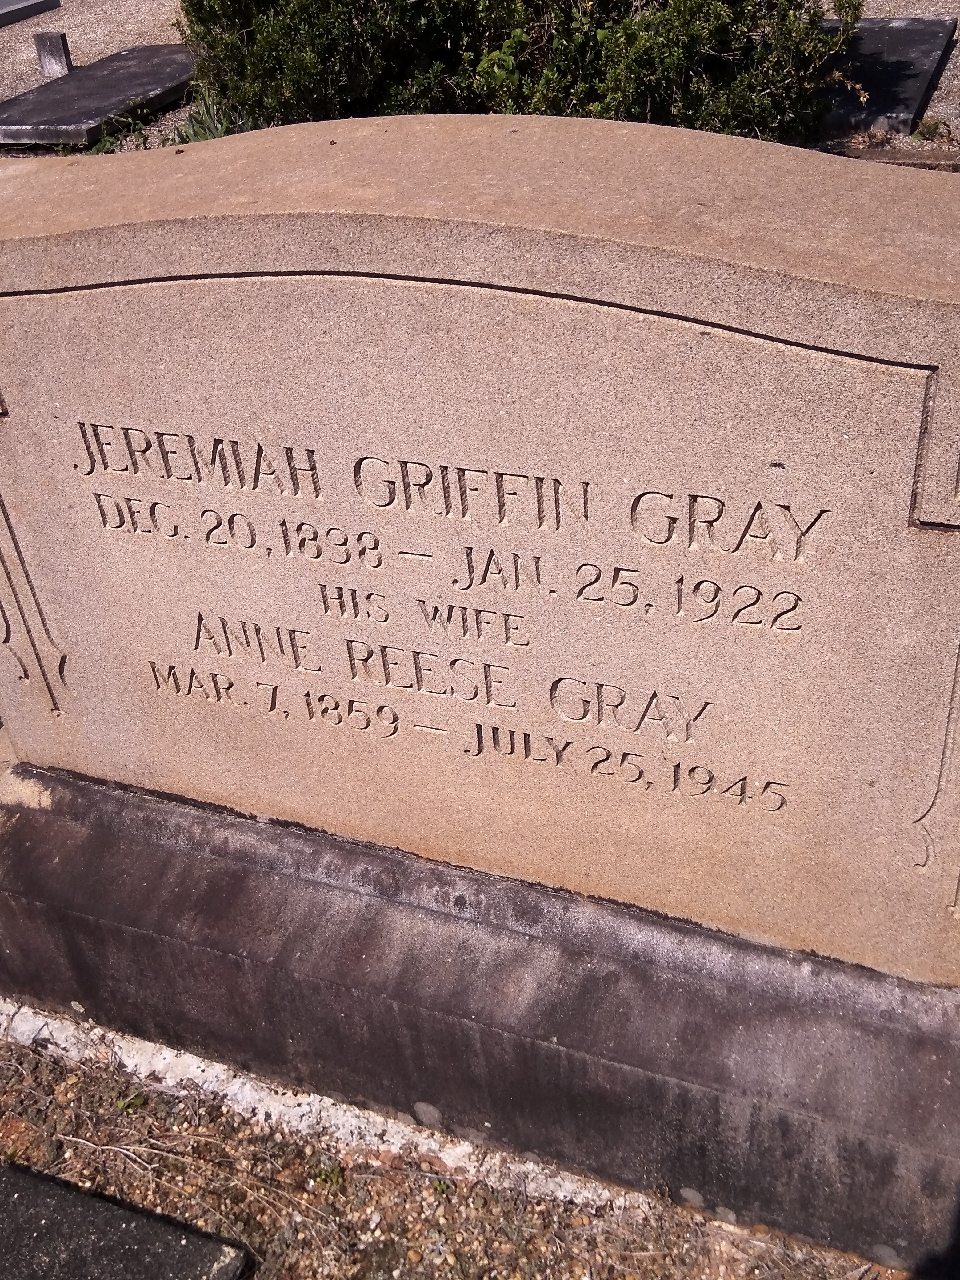 JEREMIAH GRIFFIN GRAY
DEC. 20, 1898 — JAN. 25, 1922
HIS WIFE
ANNE REESE GRAY
MAR. 7, 1859 — JULY 25, 1945